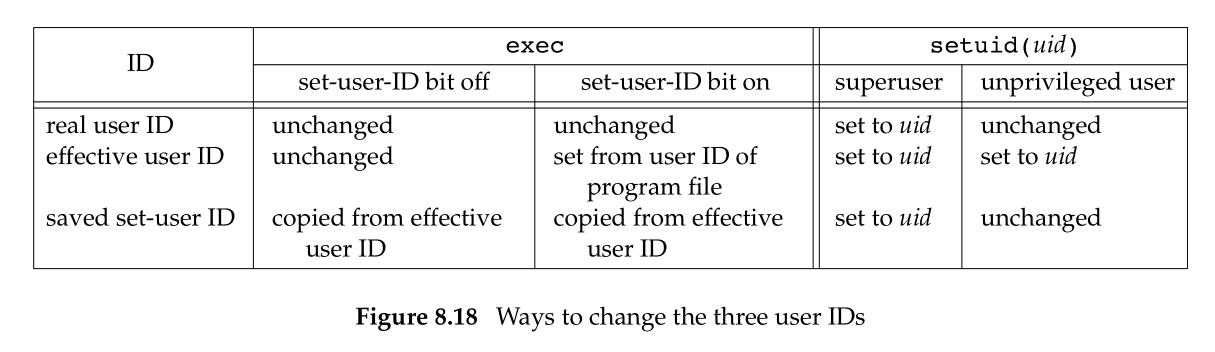 ID exec setuid(uid)
set-user-ID bit off set-user-ID bit on superuser unprivileged user
real user ID unchanged unchanged set to uid unchanged
effective user ID unchanged set from user ID of set to uid set to uid
program file
saved set-user ID copied from effective copied from effective set to uid unchanged
user ID user ID
Figure 8.18 Ways to change the three user IDs